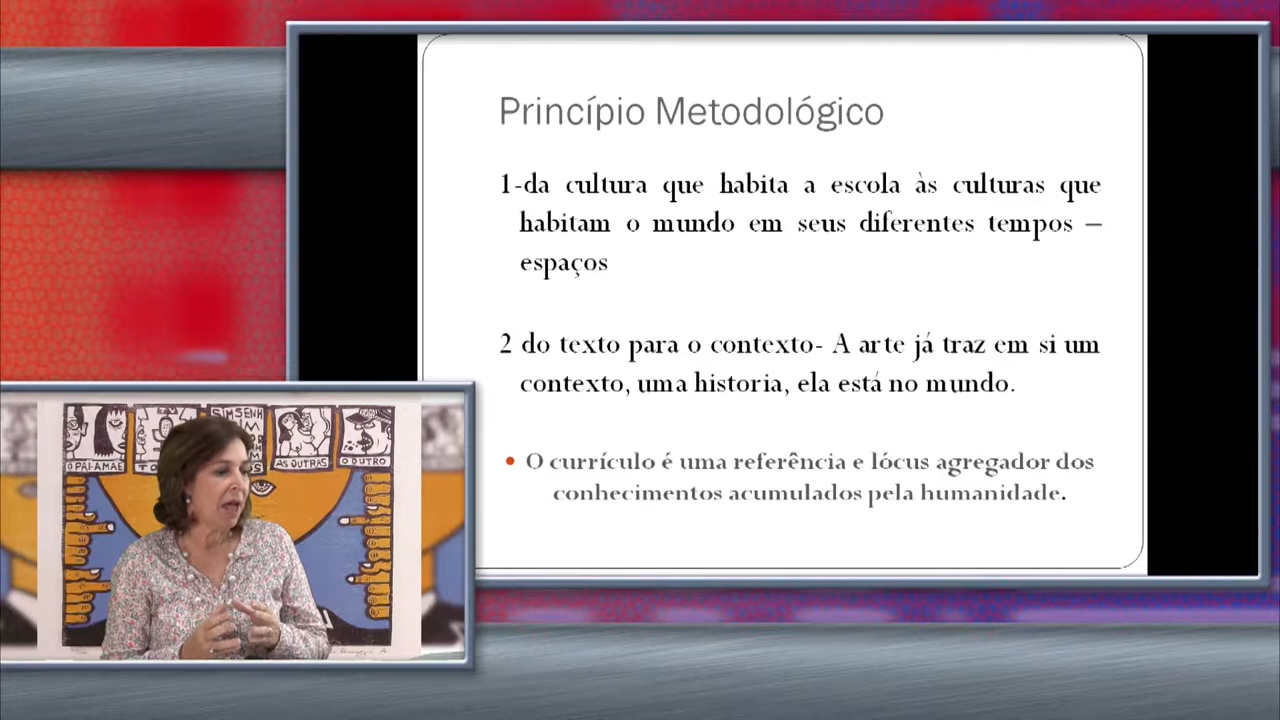 Princípio Metodológico
1-da cultura que habita a escola às culturas que
habitam o mundo em seus diferentes tempos –
espaços
2 do texto para o contexto- A arte já traz em si um
contexto, uma historia, ela está no mundo.
• O currículo é uma referência e lócus agregador dos
conhecimentos acumulados pela humanidade.
O PAI-AMÃE
AS OUTRAS
O OUTRO